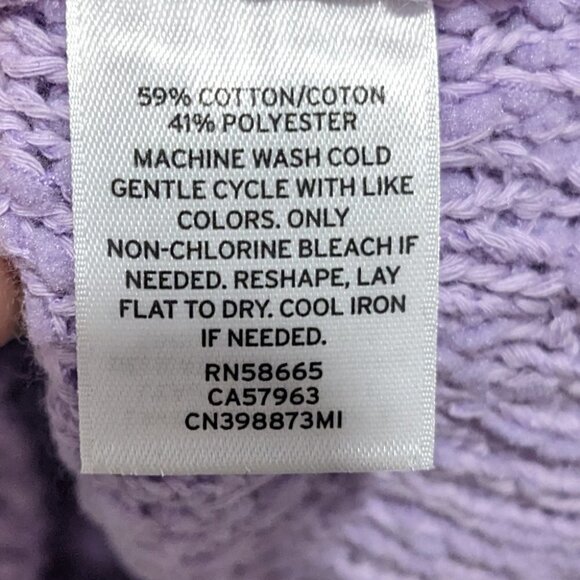 59% COTTON/COTON
41% POLYESTER
MACHINE WASH COLD
GENTLE CYCLE WITH LIKE
COLORS. ONLY
NON-CHLORINE BLEACH IF
NEEDED. RESHAPE, LAY
FLAT TO DRY. COOL IRON
IF NEEDED.
RN58665
CA57963
CN398873MI